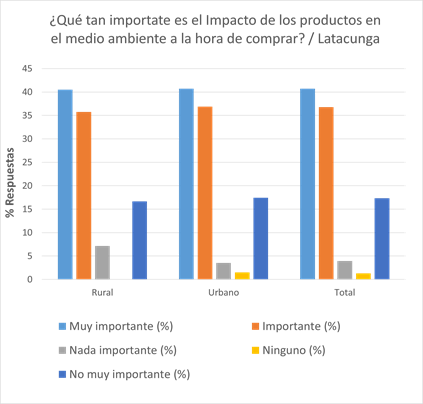 ¿Qué tan importate es el Impacto de los productos en
el medio ambiente a la hora de comprar? / Latacunga
45
40
35
30
25
20
15
10
5
0
% Respuestas
Rural
Urbano
Total
Muy importante (%)
Importante (%)
Nada importante (%)
Ninguno (%)
No muy importante (%)